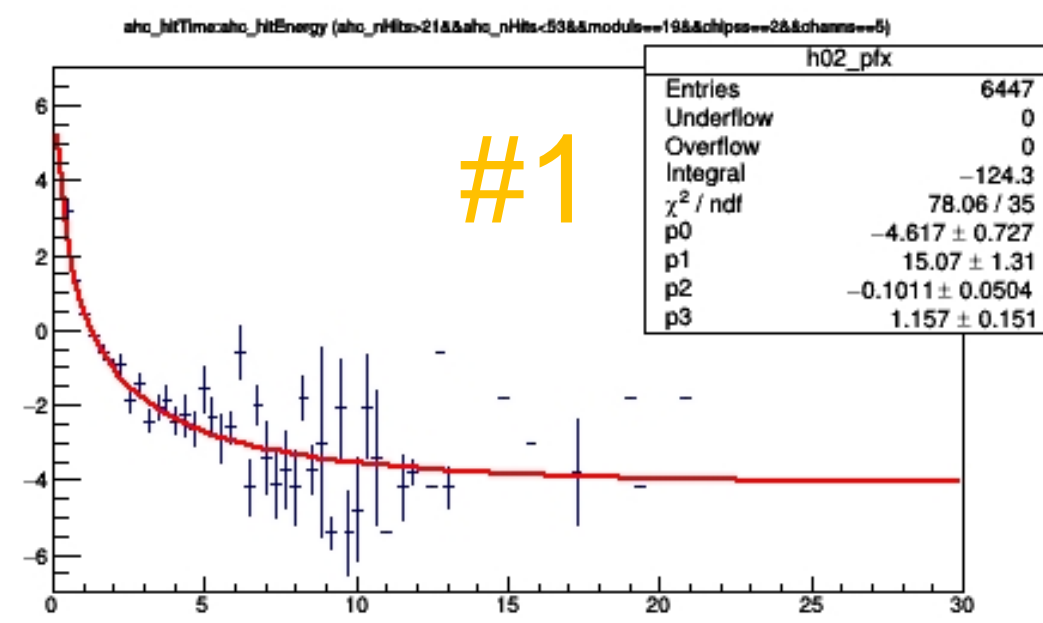 ahc_hitTime:ahc_hitEnergy (ahc_nHits>21&&ahc_nHits<53&&moduls==19&&chipss==2&&channs==5)
h02_pfx
Entries 6447
Underflow 0
Overflow 0
Integral −124.3
χ² / ndf 78.06 / 35
p0 −4.617 ± 0.727
p1 15.07 ± 1.31
p2 −0.1011 ± 0.0504
p3 1.157 ± 0.151
#1
6
4
2
0
−2
−4
−6
0 5 10 15 20 25 30